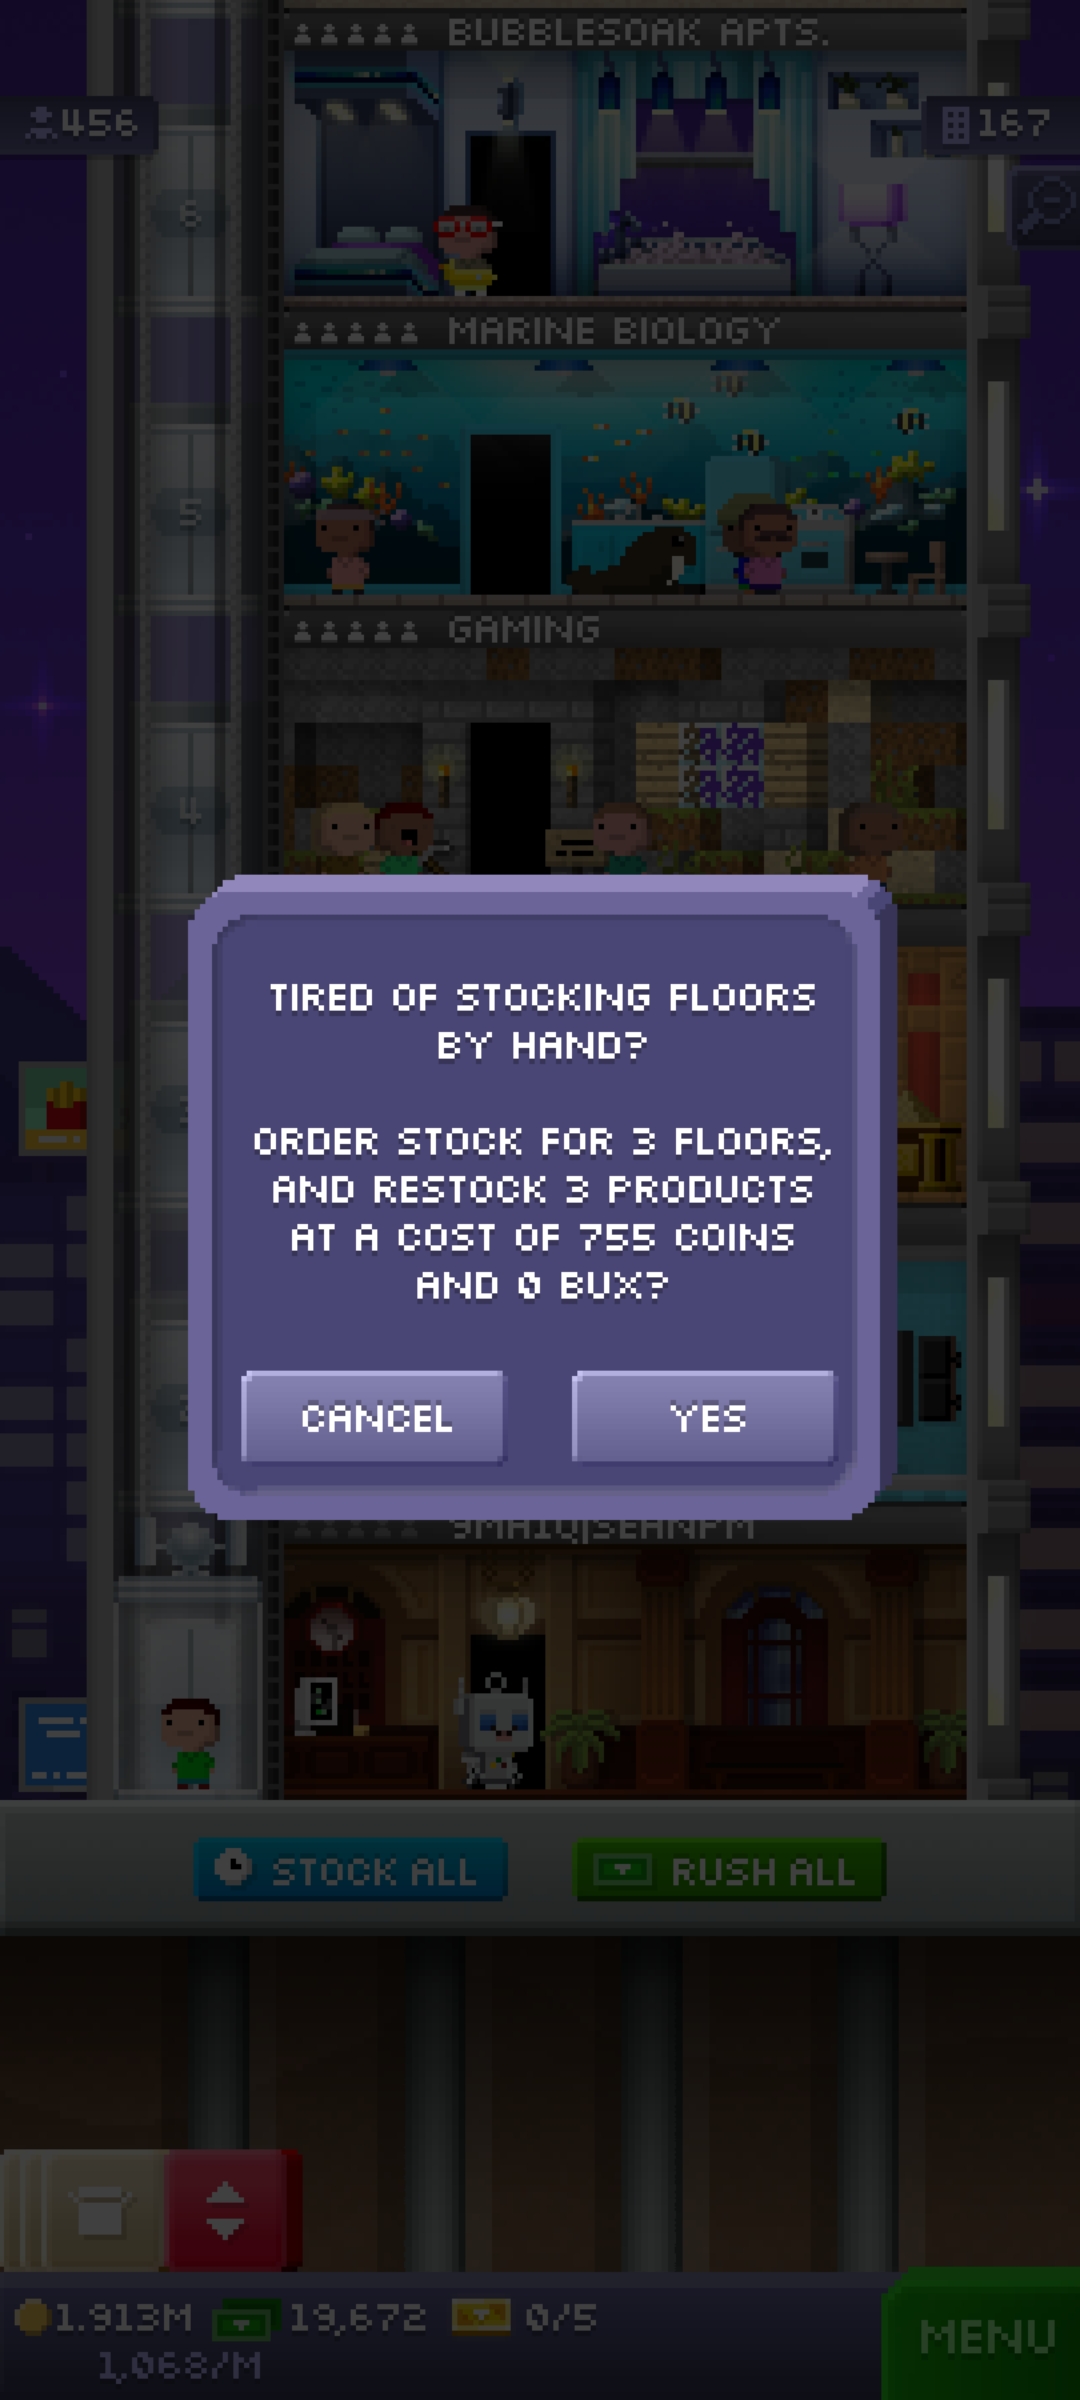 BUBBLESOAK APTS.
456
167
6
MARINE BIOLOGY
5
GAMING
4
TIRED OF STOCKING FLOORS
BY HAND?
ORDER STOCK FOR 3 FLOORS,
AND RESTOCK 3 PRODUCTS
AT A COST OF 755 COINS
AND 0 BUX?
CANCEL
YES
STOCK ALL
RUSH ALL
1.913M
19,672
0/5
1,068/M
MENU